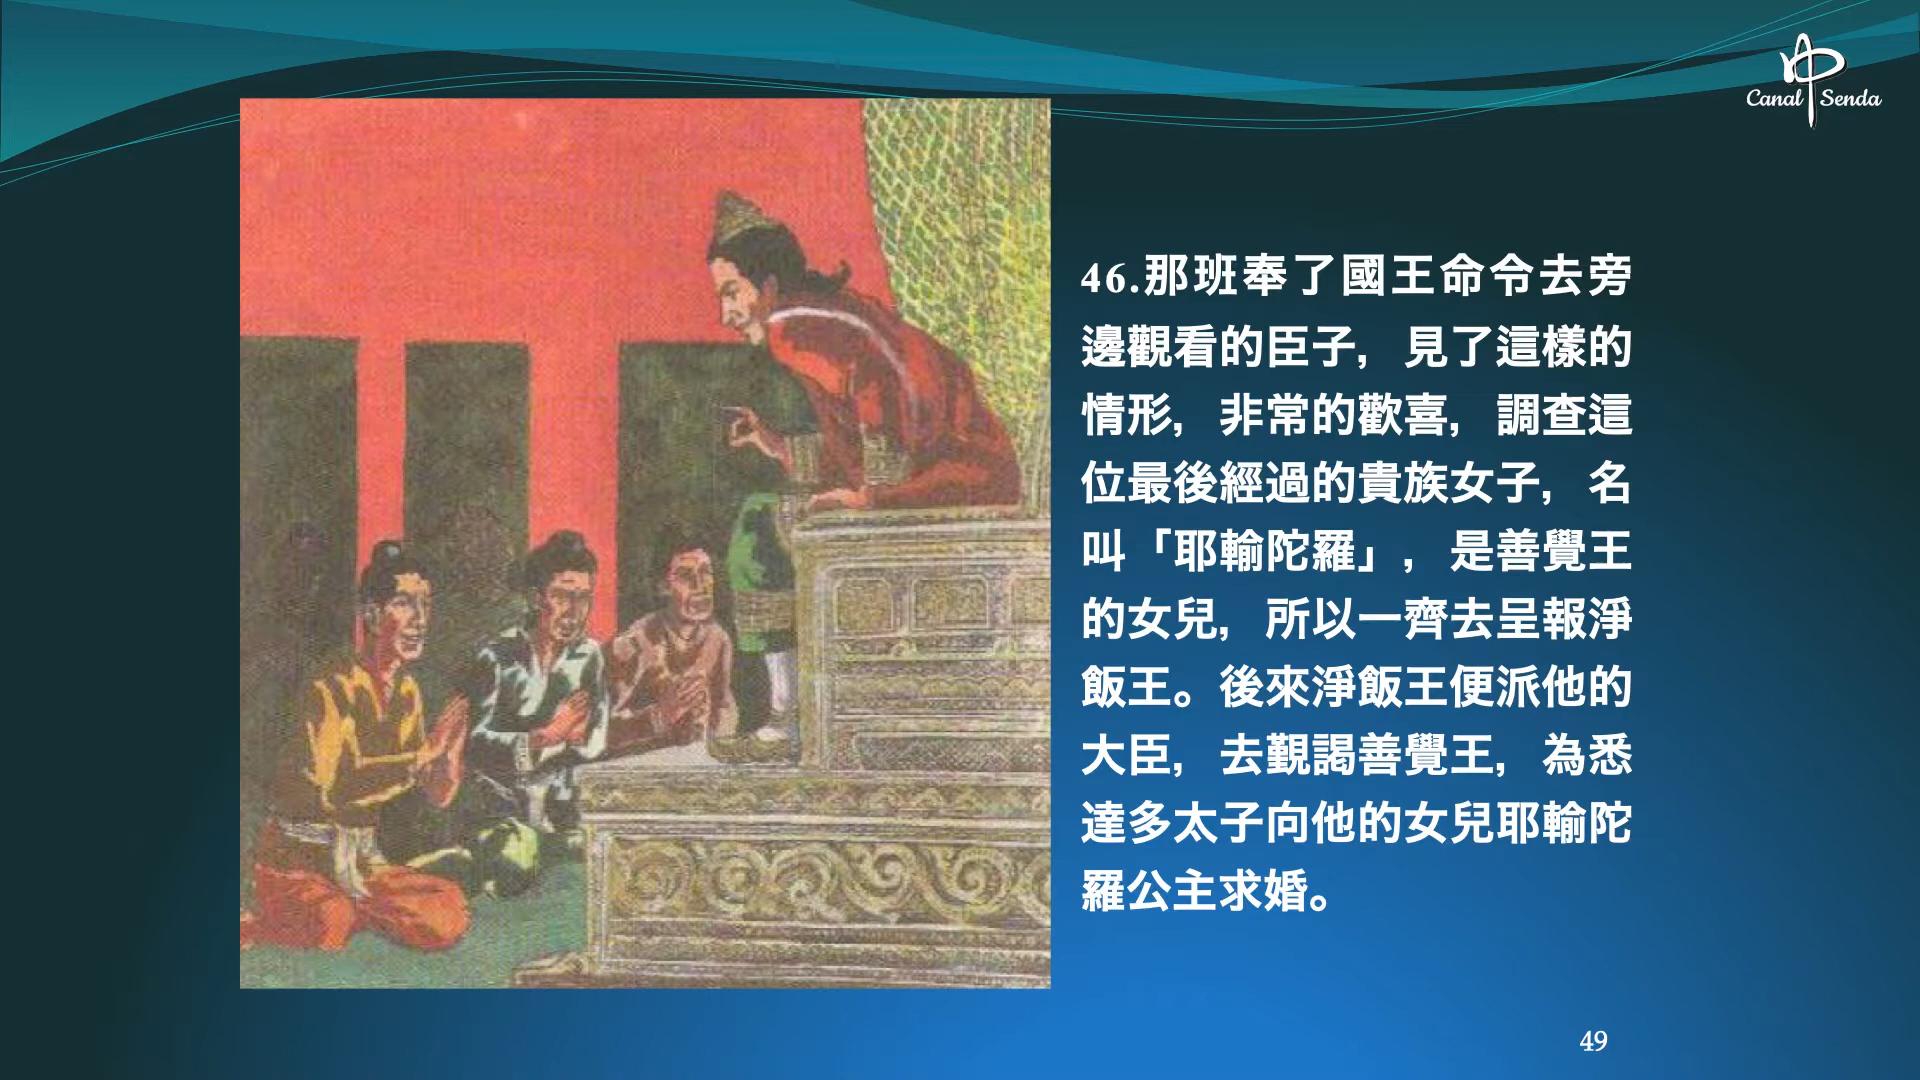 Canal Senda
46.那班奉了國王命令去旁
邊觀看的臣子，見了這樣的
情形，非常的歡喜，調查這
位最後經過的貴族女子，名
叫「耶輸陀羅」，是善覺王
的女兒，所以一齊去呈報淨
飯王。後來淨飯王便派他的
大臣，去覲謁善覺王，為悉
達多太子向他的女兒耶輸陀
羅公主求婚。
49